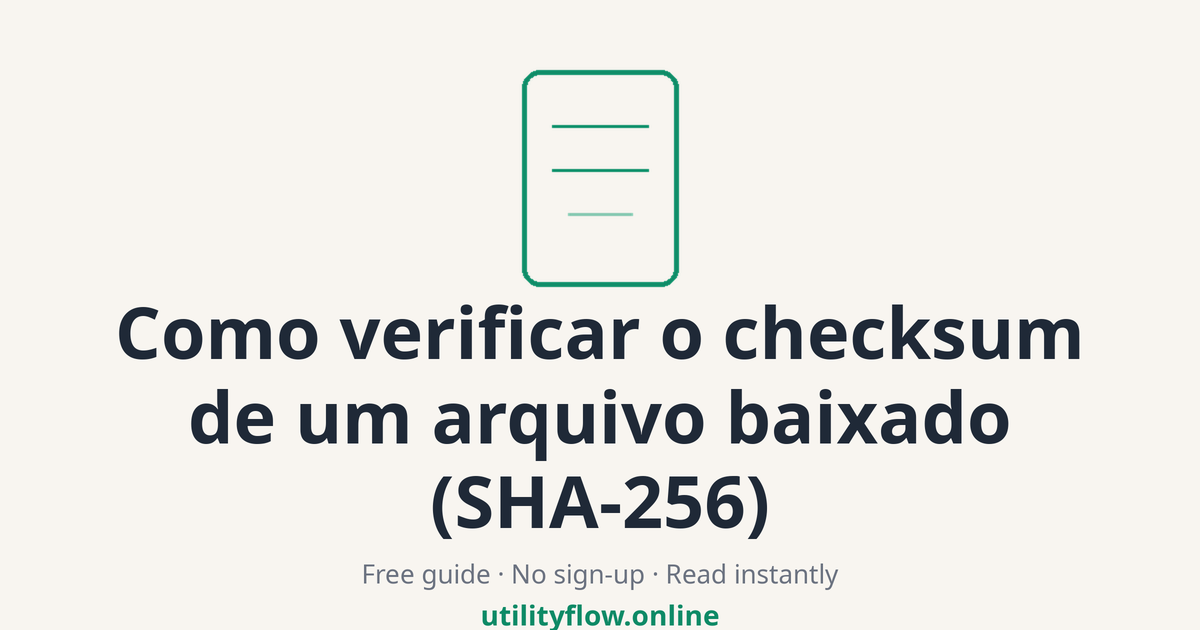 Como verificar o checksum
de um arquivo baixado
(SHA-256)
Free guide · No sign-up · Read instantly
utilityflow.online